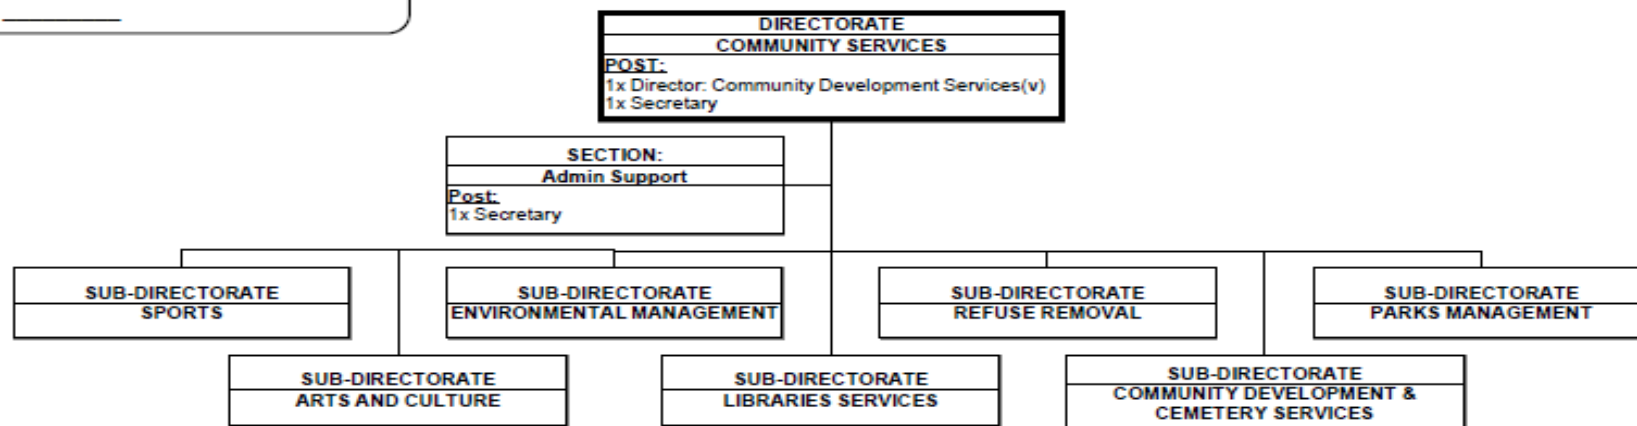 DIRECTORATE
COMMUNITY SERVICES
POST:
1x Director: Community Development Services(v)
1x Secretary
SECTION:
Admin Support
Post:
1x Secretary
SUB-DIRECTORATE
SPORTS
SUB-DIRECTORATE
ENVIRONMENTAL MANAGEMENT
SUB-DIRECTORATE
REFUSE REMOVAL
SUB-DIRECTORATE
PARKS MANAGEMENT
SUB-DIRECTORATE
ARTS AND CULTURE
SUB-DIRECTORATE
LIBRARIES SERVICES
SUB-DIRECTORATE
COMMUNITY DEVELOPMENT &
CEMETERY SERVICES